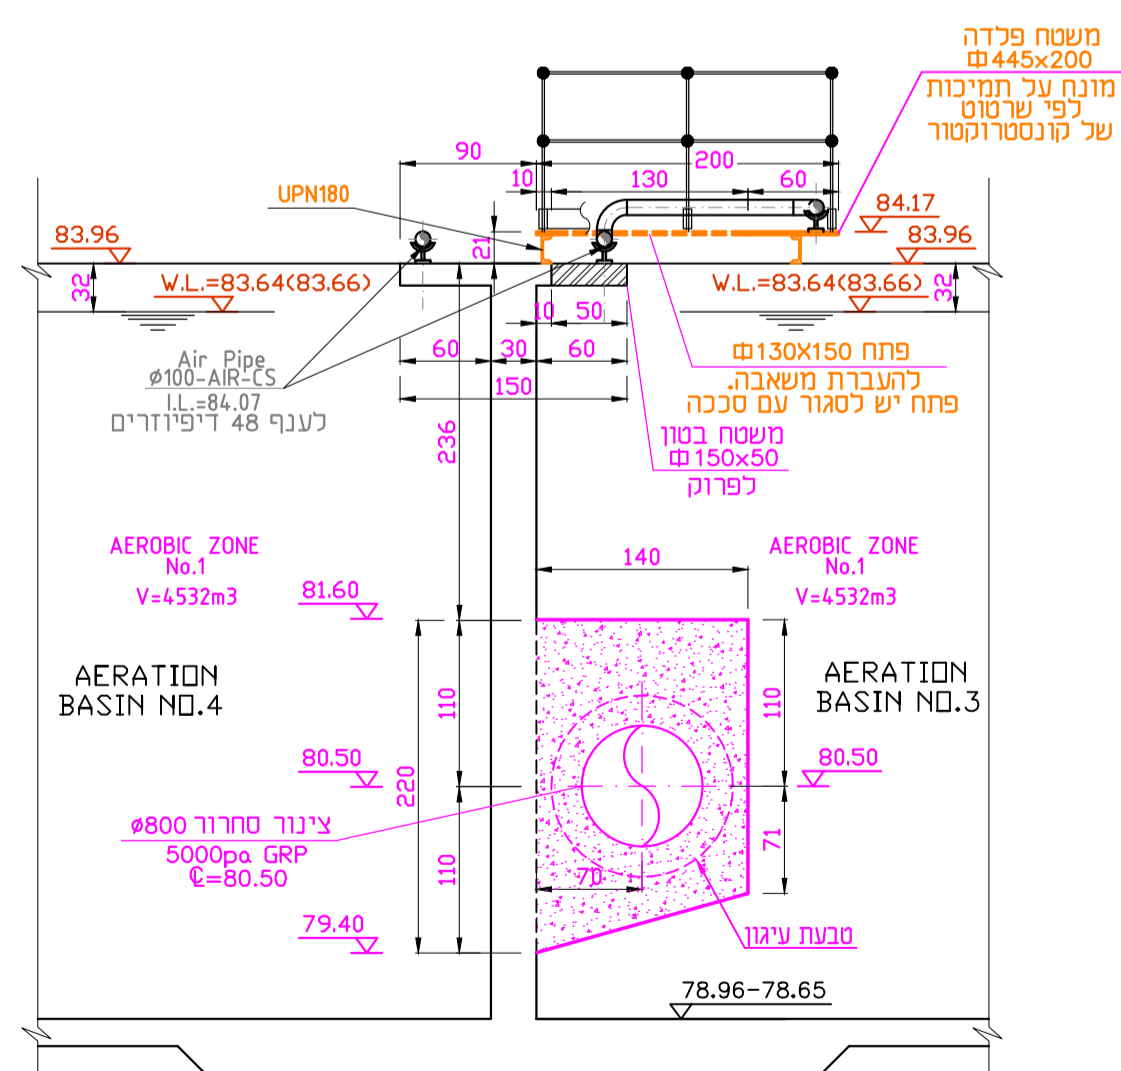 משטח פלדה
⌷445x200
מונח על תמיכות
לפי שרטוט
של קונסטרוקטור
90
200
10
130
60
UPN180
84.17
83.96
83.96
21
32
W.L.=83.64(83.66)
W.L.=83.64(83.66)
32
10
50
60
30
60
150
Air Pipe
ø100-AIR-CS
I.L.=84.07
לענף 48 דיפיוזרים
פתח 130X150⌷
להעברת משאבה.
פתח יש לסגור עם סככה
משטח בטון
⌷150x50
לפרוק
236
AEROBIC ZONE
No.1
V=4532m3
AEROBIC ZONE
No.1
V=4532m3
140
81.60
AERATION
BASIN NO.4
AERATION
BASIN NO.3
110
110
80.50
80.50
220
71
צינור סחרור ø800
5000pa GRP
℄=80.50
110
70
79.40
טבעת עיגון
78.96-78.65